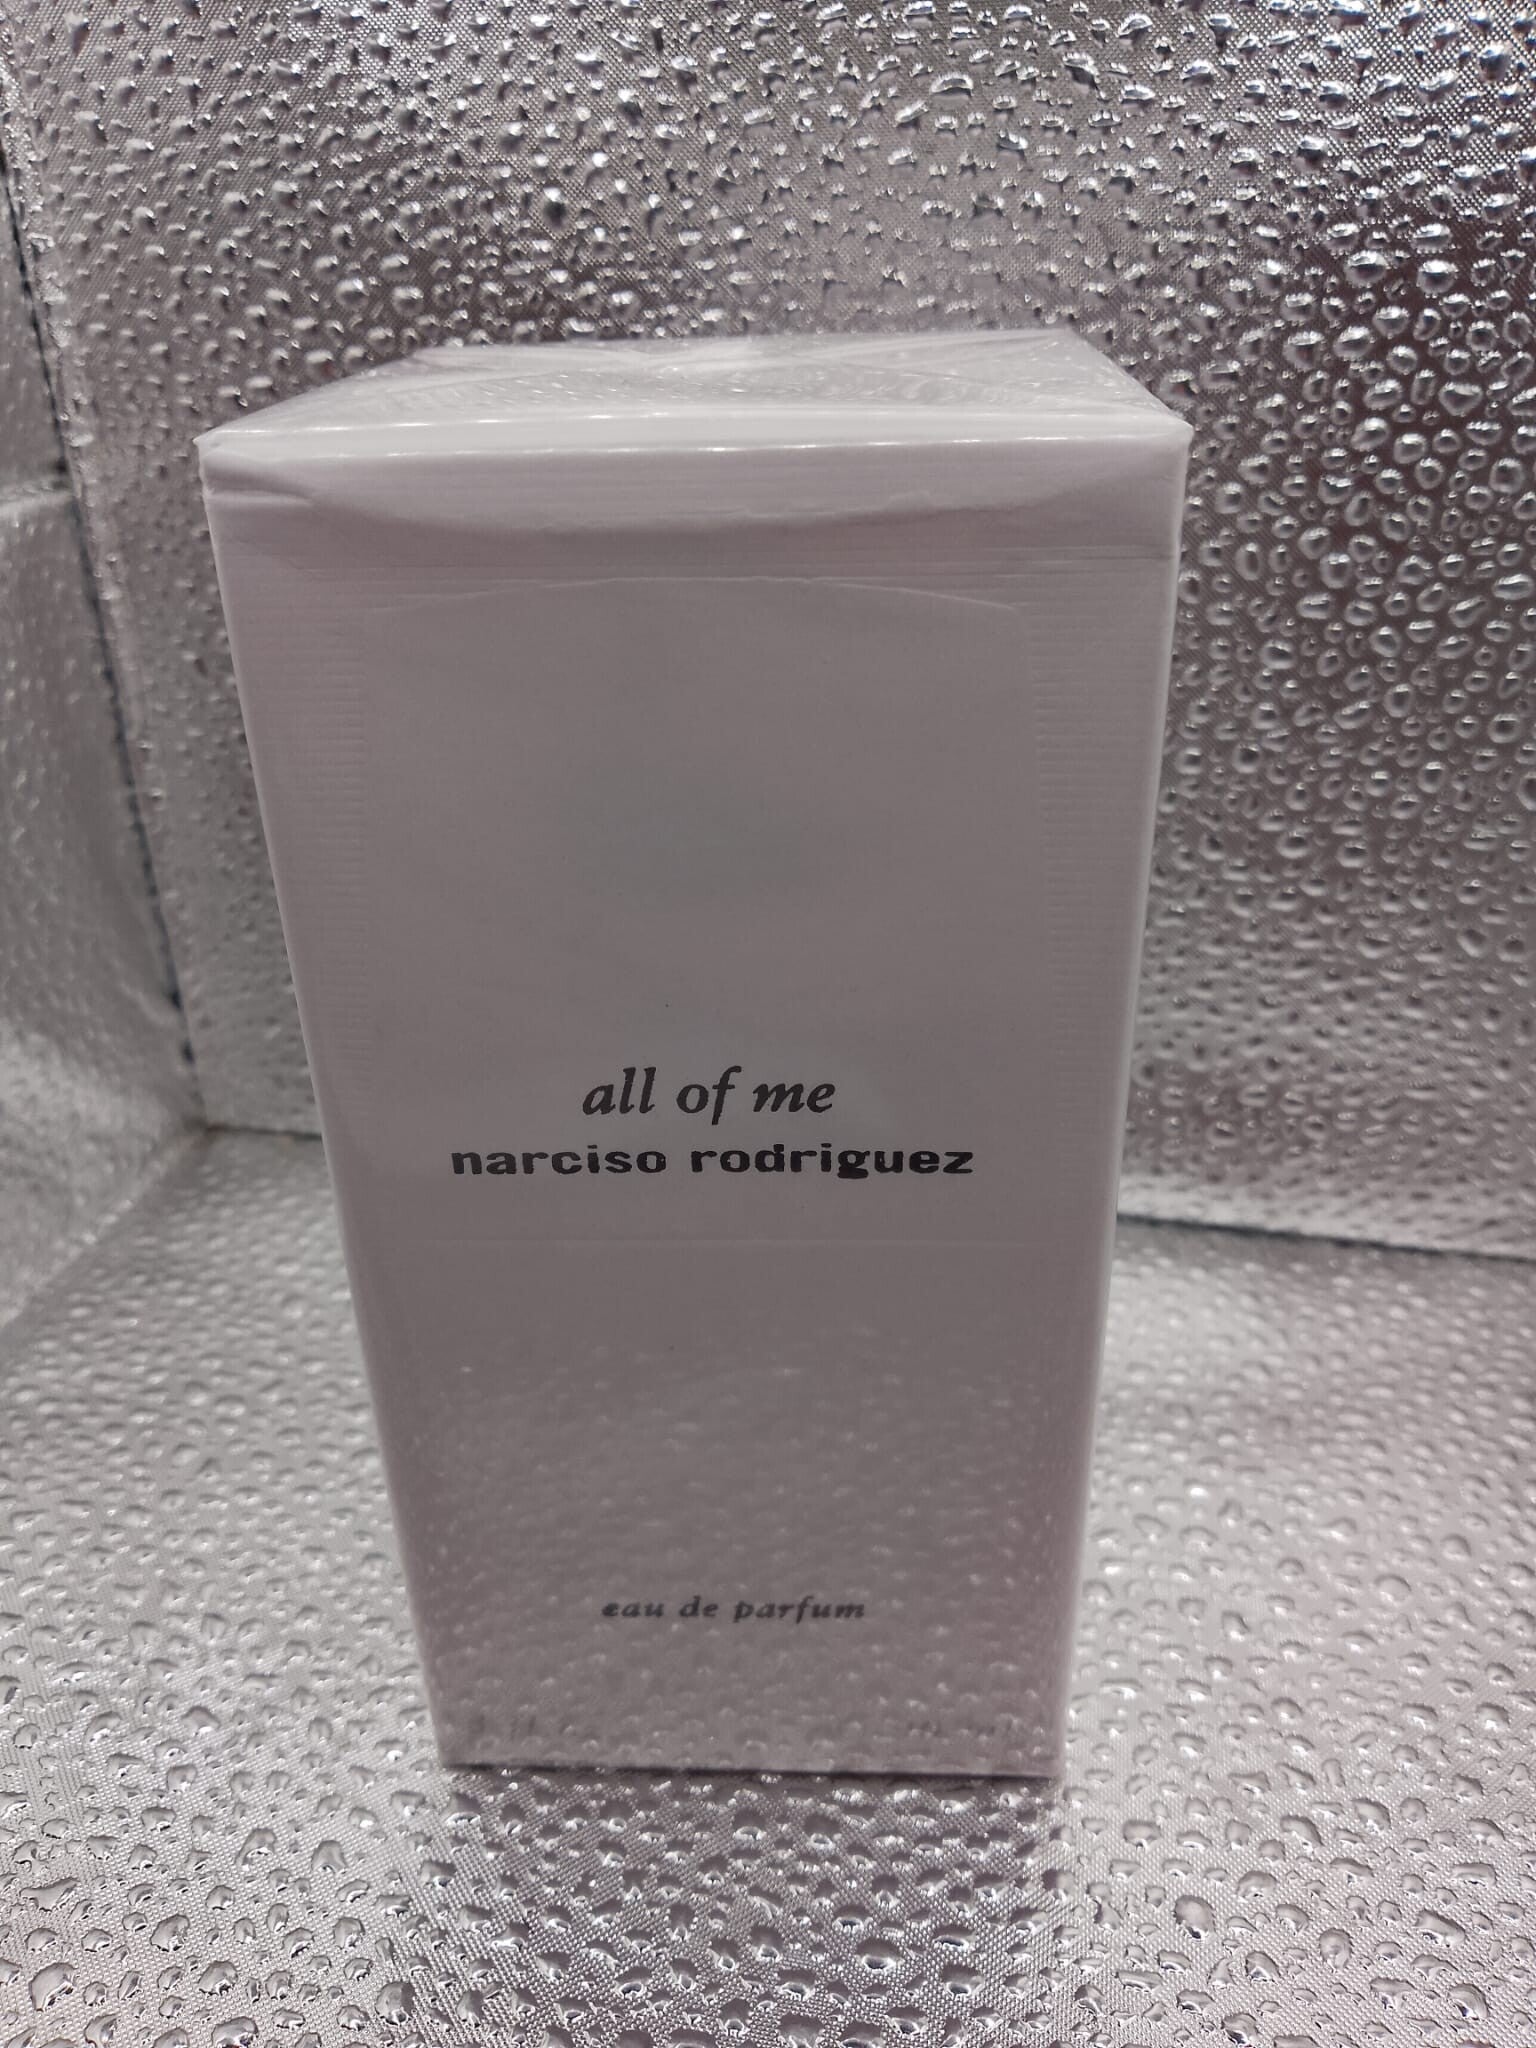 all of me
narciso rodriguez
eau de parfum